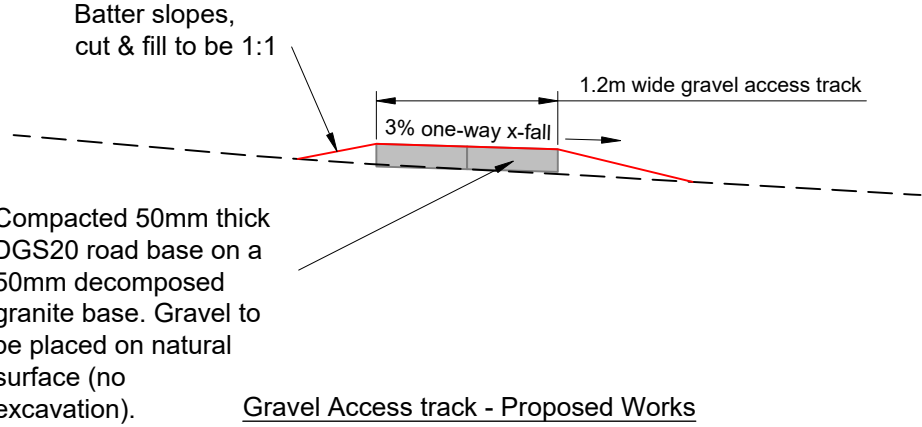 Batter slopes,
cut & fill to be 1:1
1.2m wide gravel access track
3% one-way x-fall
Compacted 50mm thick
DGS20 road base on a
50mm decomposed
granite base. Gravel to
be placed on natural
surface (no
excavation).
Gravel Access track - Proposed Works